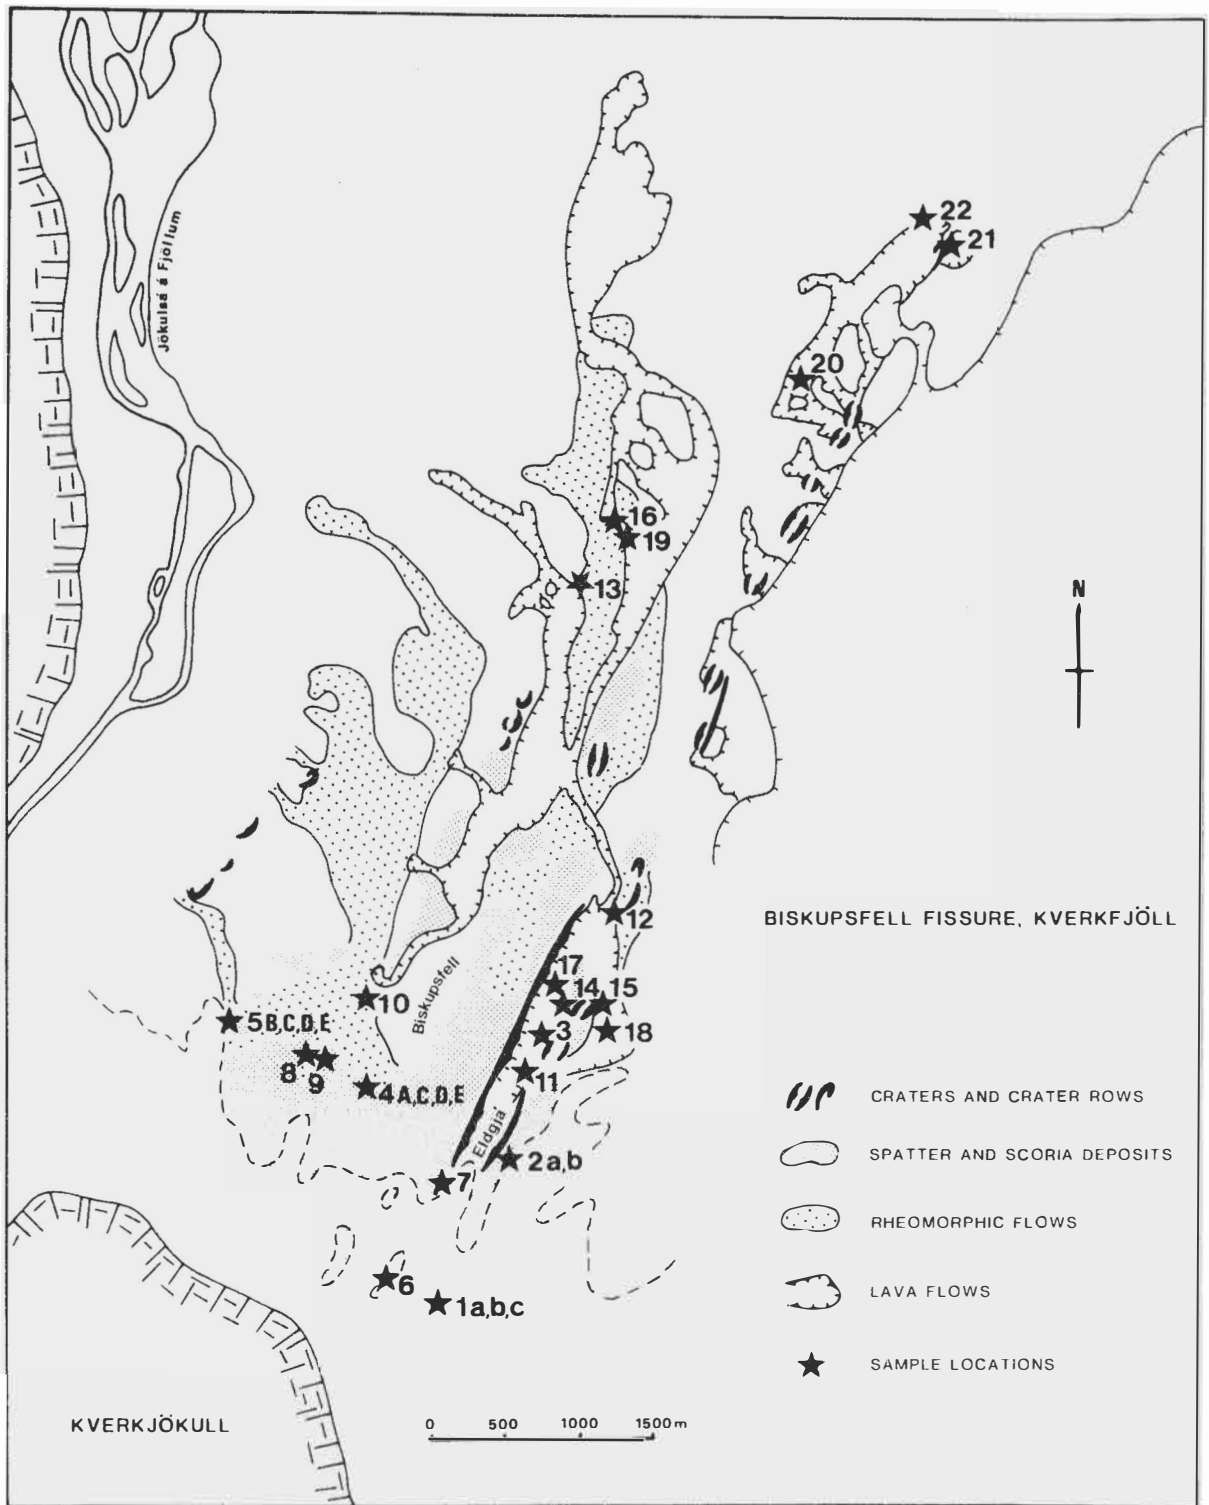 22
21
Jökulsá á Fjöllum
20
16
19
13
N
12
BISKUPSFELL FISSURE, KVERKFJÖLL
17
14
15
10
Biskupsfell
5B,C,D,E
3
18
8
9
11
4A,C,D,E
CRATERS AND CRATER ROWS
Eldgjá
2a,b
SPATTER AND SCORIA DEPOSITS
7
RHEOMORPHIC FLOWS
6
1a,b,c
LAVA FLOWS
SAMPLE LOCATIONS
KVERKJÖKULL
0 500 1000 1500m